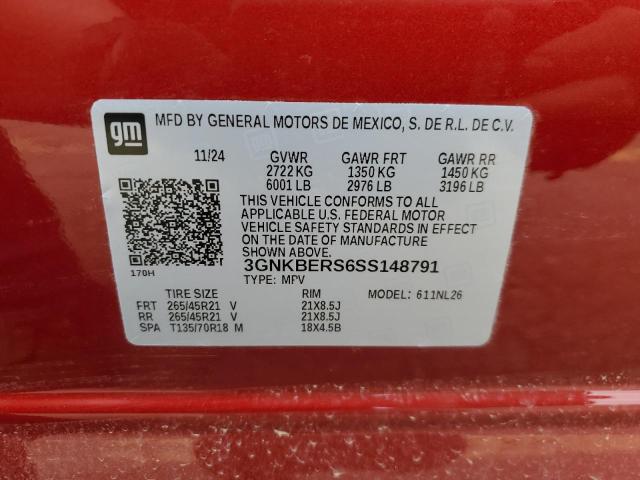 gm
MFD BY GENERAL MOTORS DE MEXICO, S. DE R.L. DE C.V.
11/24 GVWR GAWR FRT GAWR RR
2722 KG 1350 KG 1450 KG
6001 LB 2976 LB 3196 LB
THIS VEHICLE CONFORMS TO ALL
APPLICABLE U.S. FEDERAL MOTOR
VEHICLE SAFETY STANDARDS IN EFFECT
ON THE DATE OF MANUFACTURE
SHOWN ABOVE.
170H
3GNKBERS6SS148791
TYPE: MPV MODEL: 611NL26
TIRE SIZE RIM
FRT 265/45R21 V 21X8.5J
RR 265/45R21 V 21X8.5J
SPA T135/70R18 M 18X4.5B